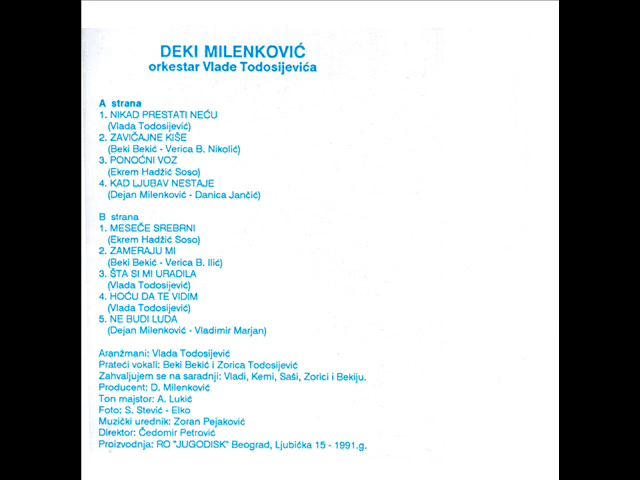 DEKI MILENKOVIĆ
orkestar Vlade Todosijevića
A strana
1. NIKAD PRESTATI NEĆU
(Vlada Todosijević)
2. ZAVIČAJNE KIŠE
(Beki Bekić - Verica B. Nikolić)
3. PONOĆNI VOZ
(Ekrem Hadžić Soso)
4. KAD LJUBAV NESTAJE
(Dejan Milenković - Danica Jančić)
B strana
1. MESEČE SREBRNI
(Ekrem Hadžić Soso)
2. ZAMERAJU MI
(Beki Bekić - Verica B. Ilić)
3. ŠTA SI MI URADILA
(Vlada Todosijević)
4. HOĆU DA TE VIDIM
(Vlada Todosijević)
5. NE BUDI LUDA
(Dejan Milenković - Vladimir Marjan)
Aranžmani: Vlada Todosijević
Prateći vokali: Beki Bekić i Zorica Todosijević
Zahvaljujem se na saradnji: Vladi, Kemi, Saši, Zorici i Bekiju.
Producent: D. Milenković
Ton majstor: A. Lukić
Foto: S. Stević - Elko
Muzički urednik: Zoran Pejaković
Direktor: Čedomir Petrović
Proizvodnja: RO "JUGODISK" Beograd, Ljubička 15 - 1991.g.